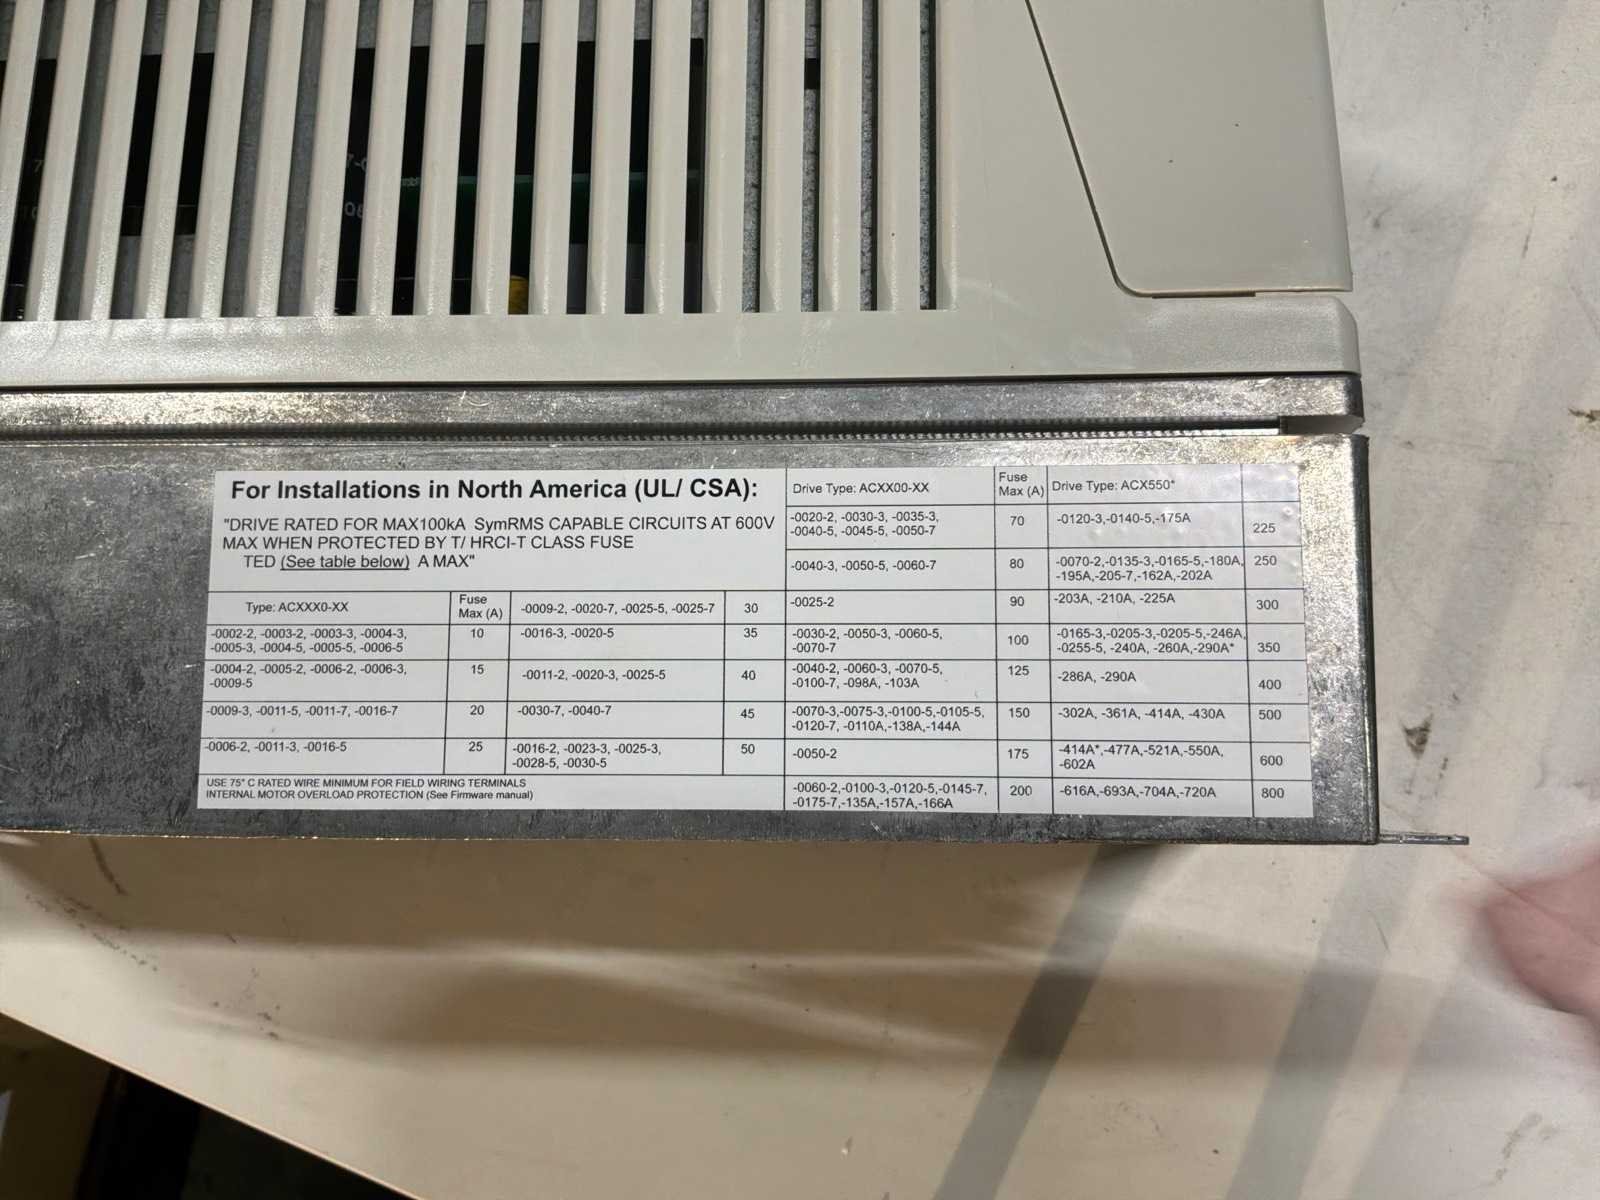 For Installations in North America (UL/ CSA):
"DRIVE RATED FOR MAX100kA SymRMS CAPABLE CIRCUITS AT 600V
MAX WHEN PROTECTED BY T/ HRCI-T CLASS FUSE
TED (See table below) A MAX"
Type: ACXXX0-XX
Fuse
Max (A)
-0009-2, -0020-7, -0025-5, -0025-7
30
-0002-2, -0003-2, -0003-3, -0004-3,
-0005-3, -0004-5, -0005-5, -0006-5
10
-0016-3, -0020-5
35
-0004-2, -0005-2, -0006-2, -0006-3,
-0009-5
15
-0011-2, -0020-3, -0025-5
40
-0009-3, -0011-5, -0011-7, -0016-7
20
-0030-7, -0040-7
45
-0006-2, -0011-3, -0016-5
25
-0016-2, -0023-3, -0025-3,
-0028-5, -0030-5
50
USE 75° C RATED WIRE MINIMUM FOR FIELD WIRING TERMINALS
INTERNAL MOTOR OVERLOAD PROTECTION (See Firmware manual)
Drive Type: ACXX00-XX
Fuse
Max (A)
Drive Type: ACX550*
-0020-2, -0030-3, -0035-3,
-0040-5, -0045-5, -0050-7
70
-0120-3,-0140-5,-175A
225
-0040-3, -0050-5, -0060-7
80
-0070-2,-0135-3,-0165-5,-180A,
-195A,-205-7,-162A,-202A
250
-0025-2
90
-203A, -210A, -225A
300
-0030-2, -0050-3, -0060-5,
-0070-7
100
-0165-3,-0205-3,-0205-5,-246A,
-0255-5, -240A, -260A,-290A*
350
-0040-2, -0060-3, -0070-5,
-0100-7, -098A, -103A
125
-286A, -290A
400
-0070-3,-0075-3,-0100-5,-0105-5,
-0120-7, -0110A,-138A,-144A
150
-302A, -361A, -414A, -430A
500
-0050-2
175
-414A*,-477A,-521A,-550A,
-602A
600
-0060-2,-0100-3,-0120-5,-0145-7,
-0175-7,-135A,-157A,-166A
200
-616A,-693A,-704A,-720A
800